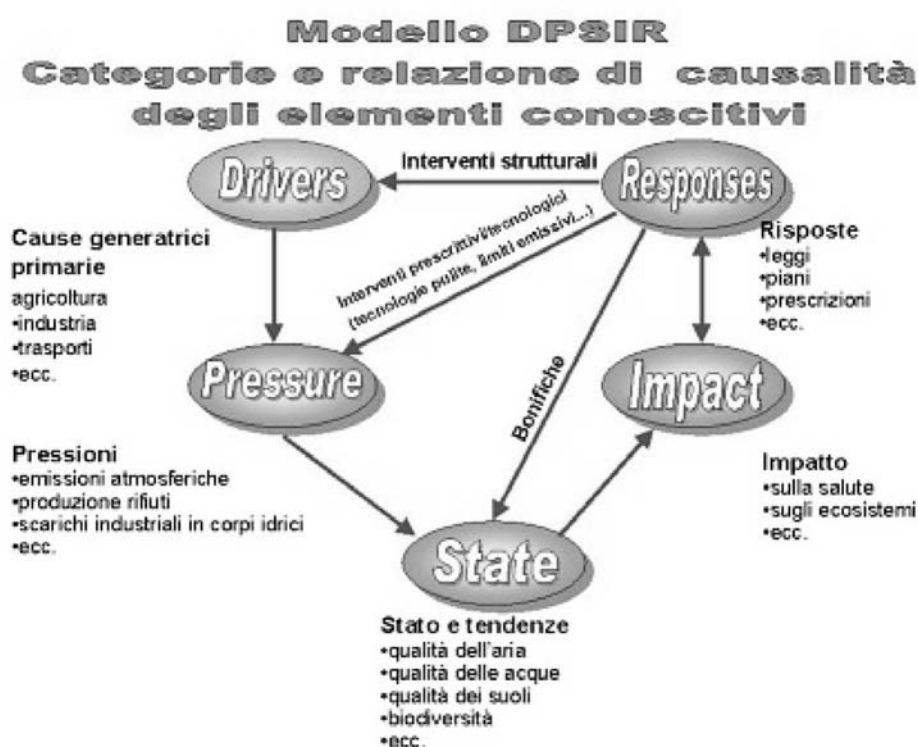 Modello DPSIR
Categorie e relazione di causalità
degli elementi conoscitivi
Drivers
Interventi strutturali
Responses
Cause generatrici
primarie
agricoltura
•industria
•trasporti
•ecc.
Interventi prescrittivi/tecnologici
(tecnologie pulite, limiti emissivi...)
Risposte
•leggi
•piani
•prescrizioni
•ecc.
Pressure
Bonifiche
Impact
Pressioni
•emissioni atmosferiche
•produzione rifiuti
•scarichi industriali in corpi idrici
•ecc.
Impatto
•sulla salute
•sugli ecosistemi
•ecc.
State
Stato e tendenze
•qualità dell'aria
•qualità delle acque
•qualità dei suoli
•biodiversità
•ecc.